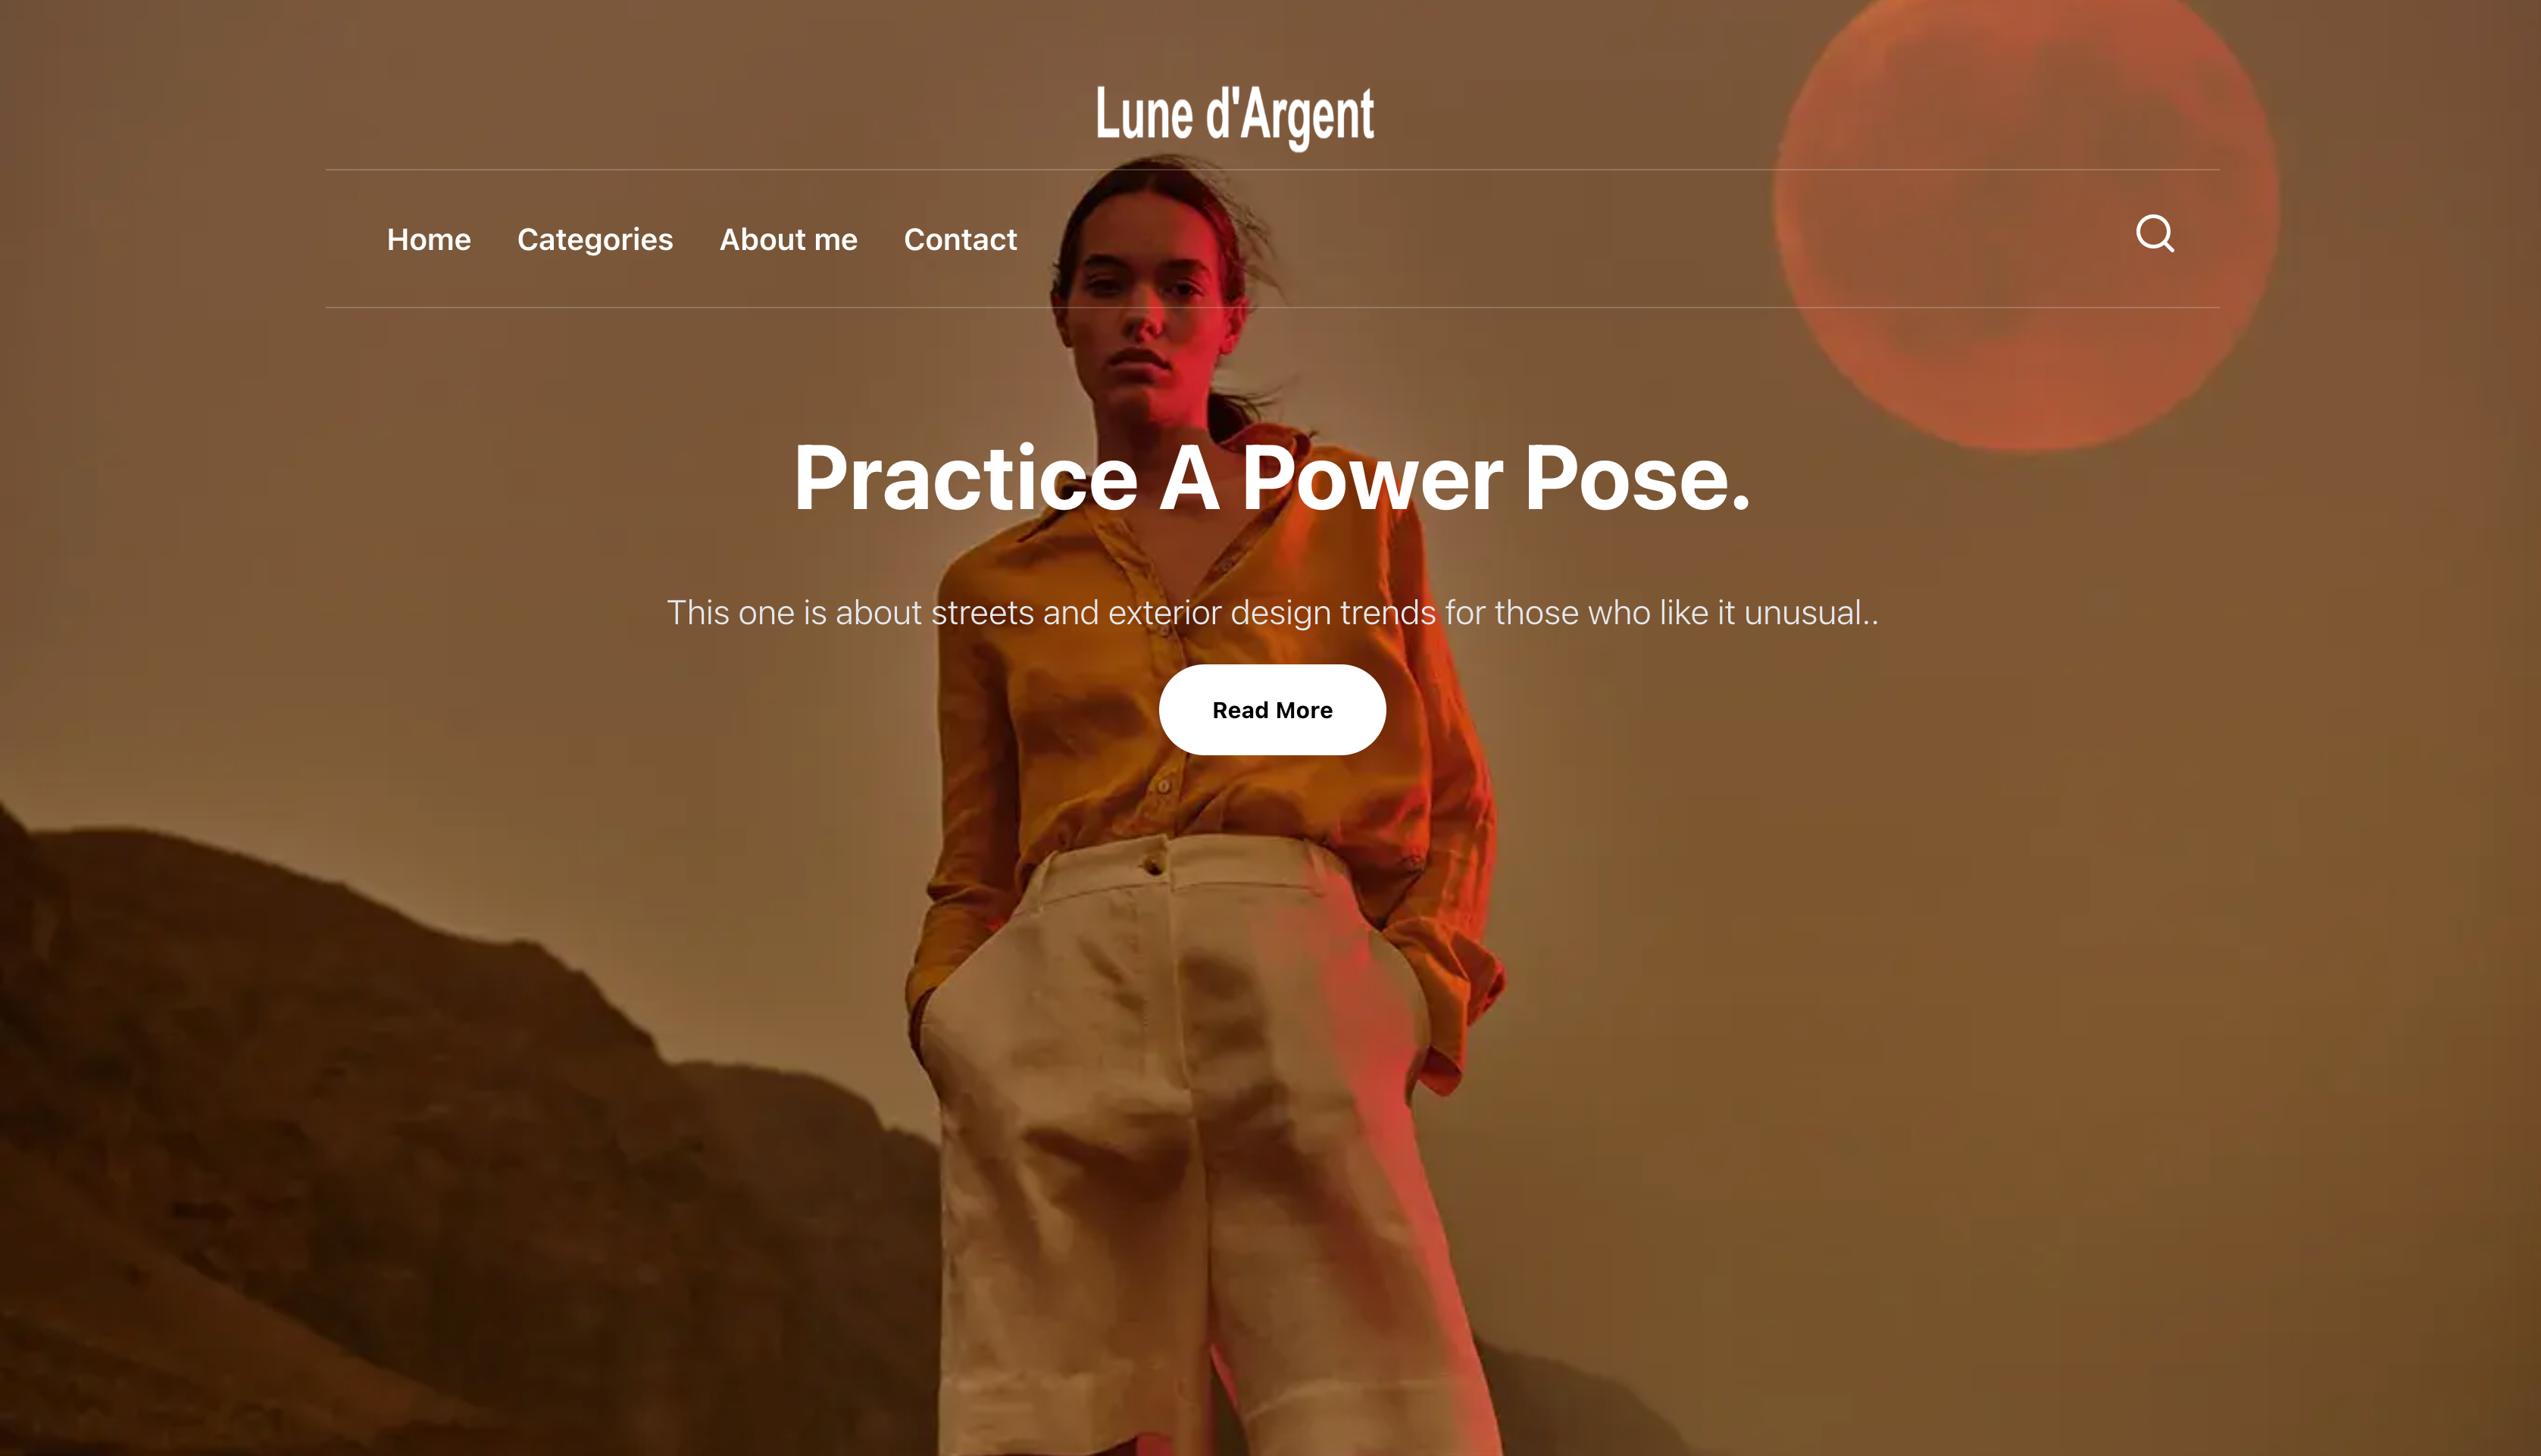 Lune d'Argent
Home Categories About me Contact
Practice A Power Pose.
This one is about streets and exterior design trends for those who like it unusual..
Read More